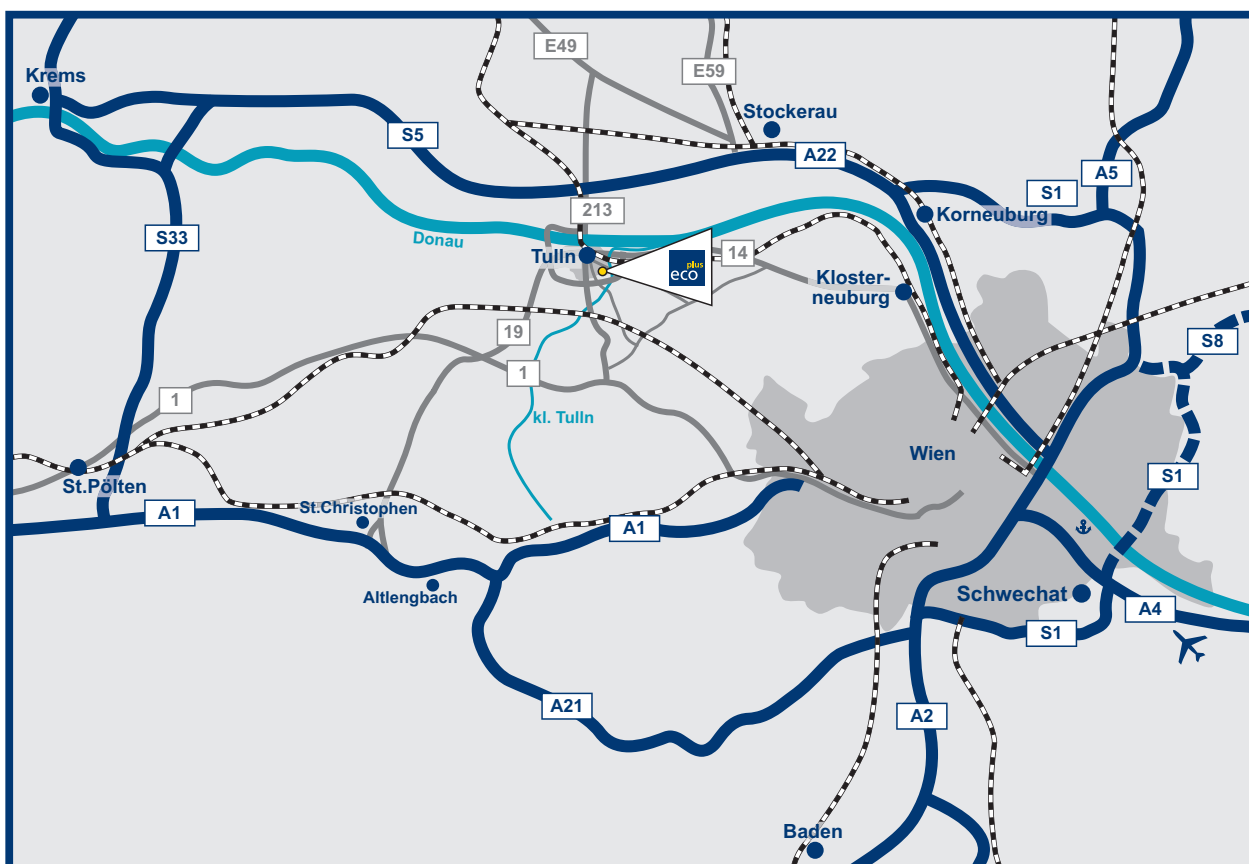 E49
Krems
E59
Stockerau
S5
A22
A5
S1
213
Korneuburg
S33
Donau
14
Tulln
plus
eco
Kloster-
neuburg
19
S8
1
1
kl. Tulln
Wien
St.Pölten
S1
A1
St.Christophen
A1
Altlengbach
Schwechat
A4
S1
A21
A2
Baden